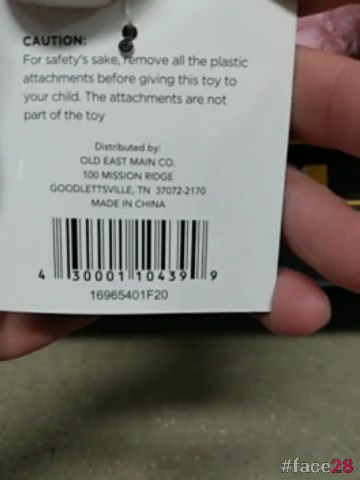 CAUTION:
For safety's sake, remove all the plastic
attachments before giving this toy to
your child. The attachments are not
part of the toy
Distributed by:
OLD EAST MAIN CO.
100 MISSION RIDGE
GOODLETTSVILLE, TN 37072-2170
MADE IN CHINA
4 30001 10439 9
16965401F20
#face28